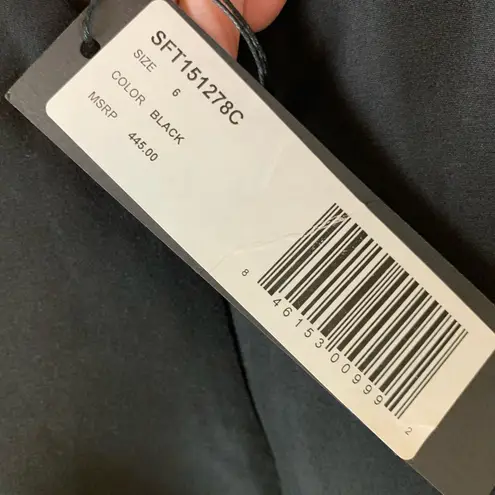 SFT151278C
SIZE 6
COLOR BLACK
MSRP 445.00
8 46153 00999 2